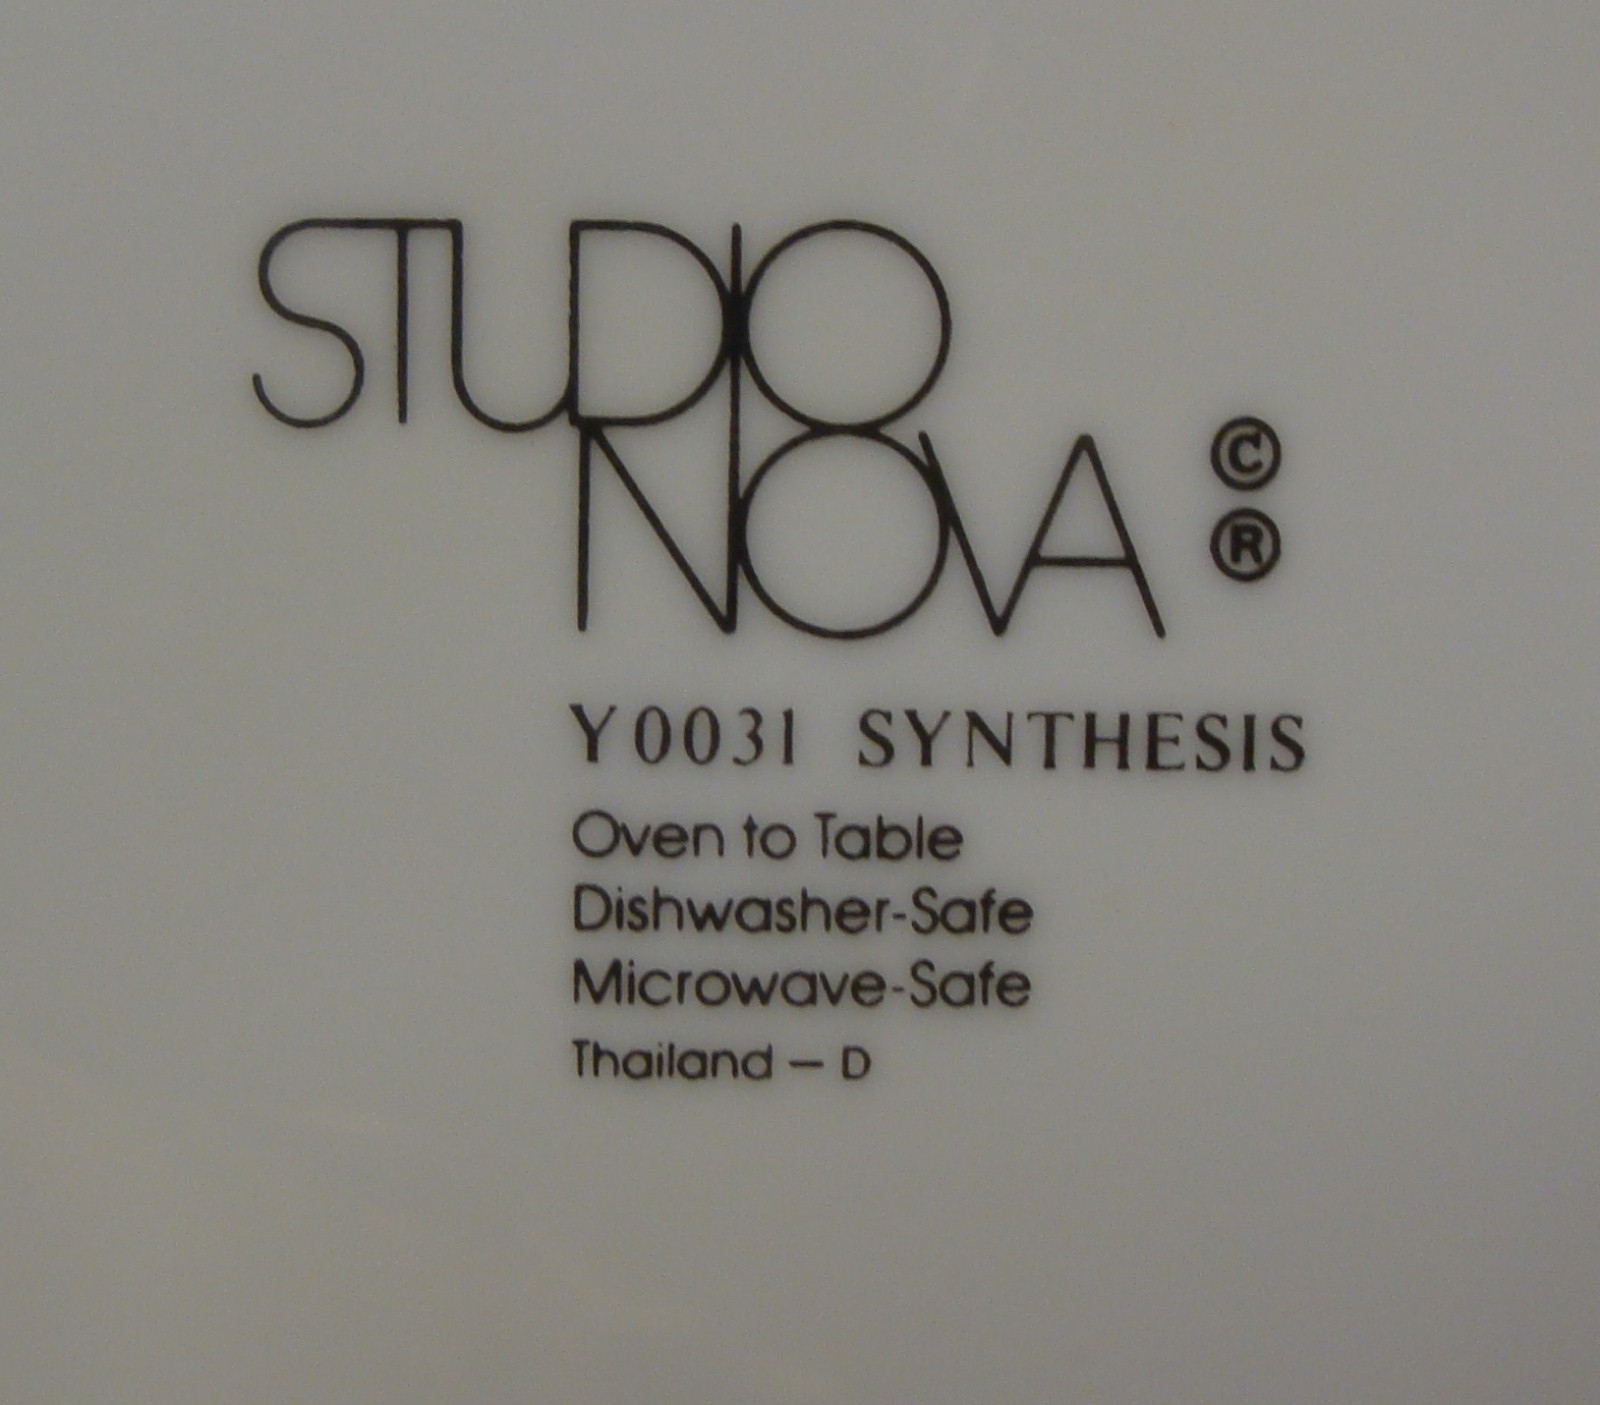 STUDIO
NOVA ©
®
Y0031 SYNTHESIS
Oven to Table
Dishwasher-Safe
Microwave-Safe
Thailand – D